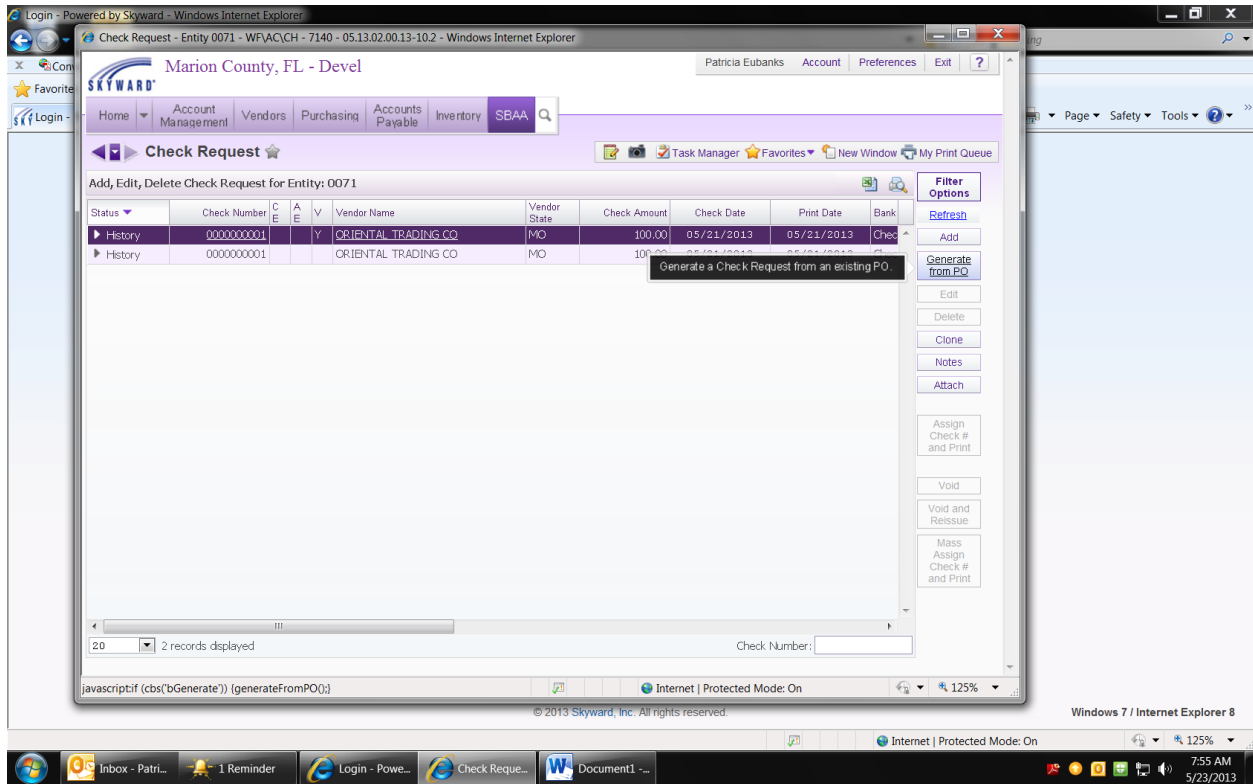 Login - Powered by Skyward - Windows Internet Explorer
Check Request - Entity 0071 - WF\AC\CH - 7140 - 05.13.02.00.13-10.2 - Windows Internet Explorer
SKYWARD
Marion County, FL - Devel
Patricia Eubanks Account Preferences Exit ?
Favorite
Login -
Page Safety Tools
Home Account Management Vendors Purchasing Accounts Payable Inventory SBAA
Check Request
Task Manager Favorites New Window My Print Queue
Add, Edit, Delete Check Request for Entity: 0071
Status Check Number C E A E V Vendor Name Vendor State Check Amount Check Date Print Date Bank
History 0000000001 Y ORIENTAL TRADING CO MO 100.00 05/21/2013 05/21/2013 Chec
History 0000000001 ORIENTAL TRADING CO MO
Generate a Check Request from an existing PO.
Filter Options
Refresh
Add
Generate from PO
Edit
Delete
Clone
Notes
Attach
Assign Check # and Print
Void
Void and Reissue
Mass Assign Check # and Print
20 2 records displayed Check Number:
javascript:if (cbs('bGenerate')) {generateFromPO();} Internet | Protected Mode: On 125%
© 2013 Skyward, Inc. All rights reserved. Windows 7 / Internet Explorer 8
Internet | Protected Mode: On 125%
Inbox - Patri... 1 Reminder Login - Powe... Check Reque... Document1 -...
7:55 AM
5/23/2013